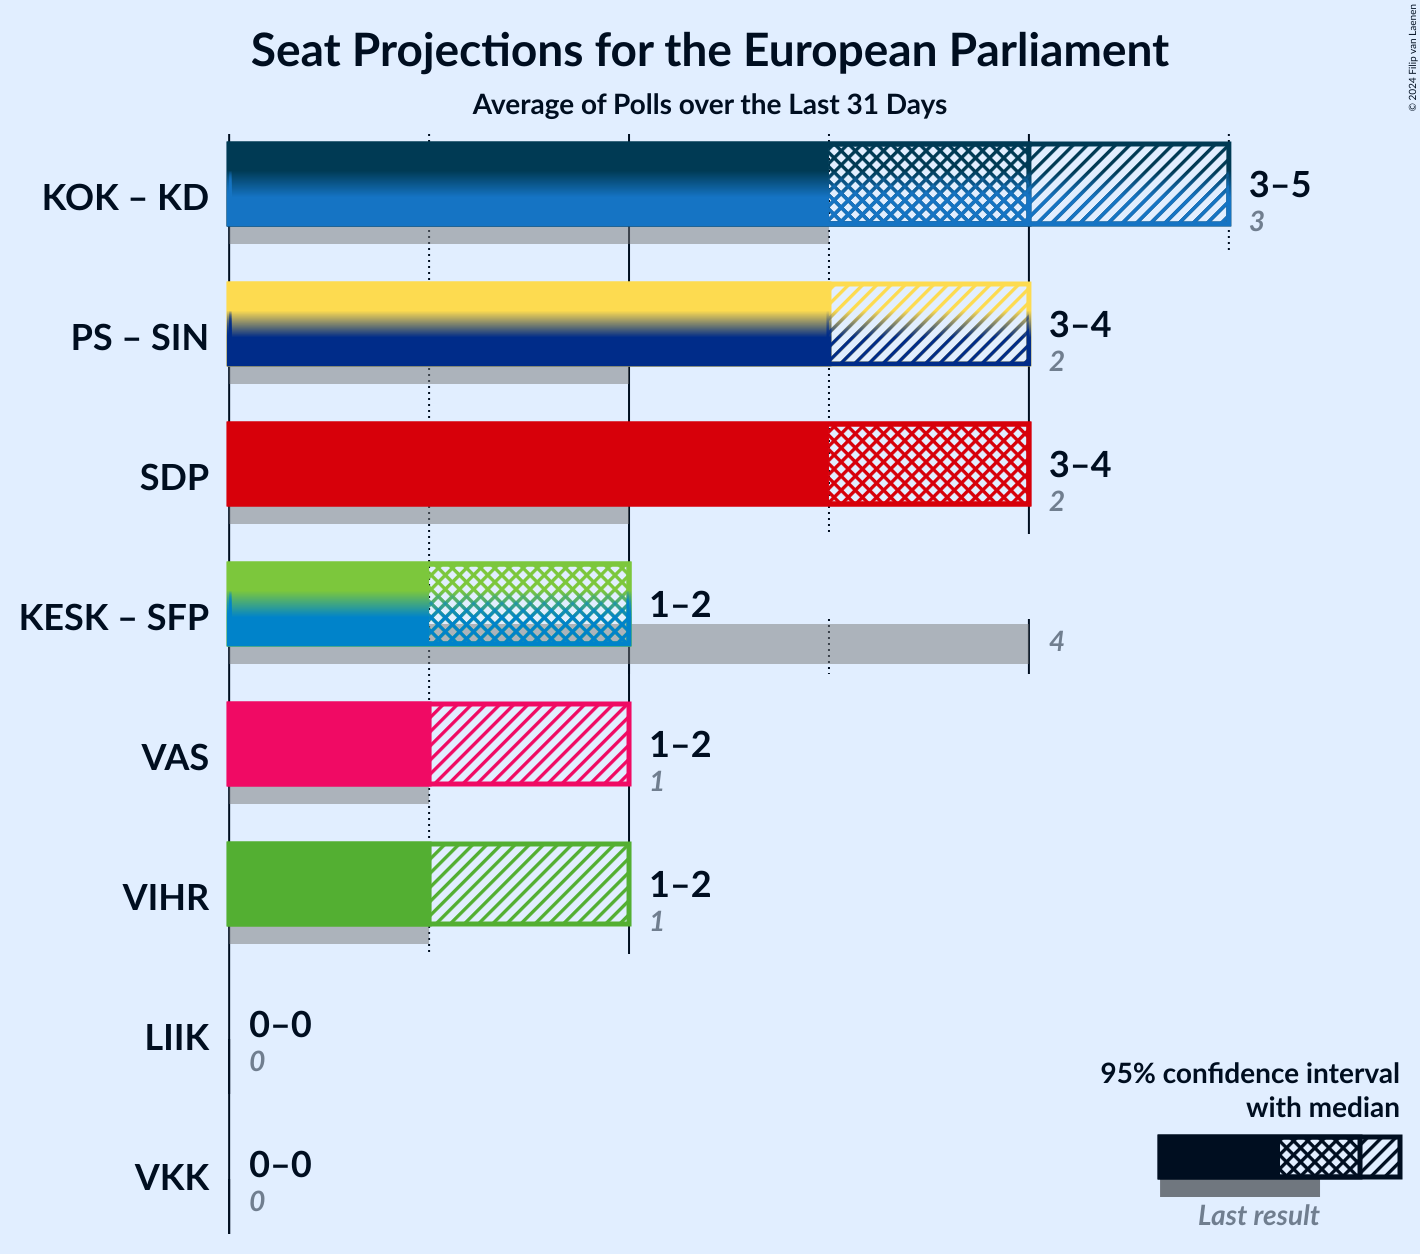 Seat Projections for the European Parliament
Average of Polls over the Last 31 Days
© 2024 Filip van Laenen
KOK – KD
3–5
3
PS – SIN
3–4
2
SDP
3–4
2
KESK – SFP
1–2
4
VAS
1–2
1
VIHR
1–2
1
LIIK
0–0
0
VKK
0–0
0
95% confidence interval
with median
Last result